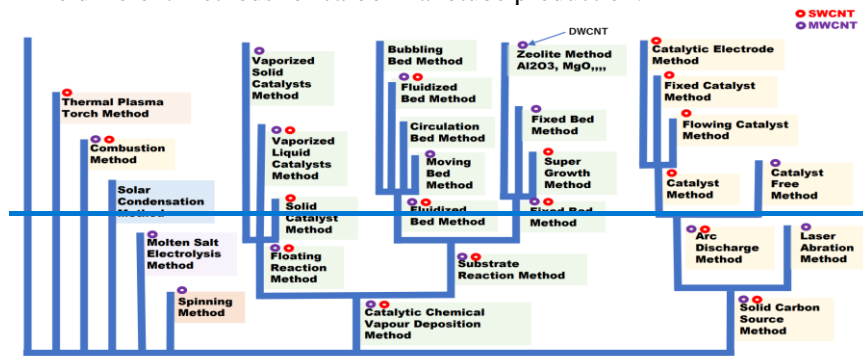 SWCNT
MWCNT
DWCNT
Thermal Plasma
Torch Method
Combustion
Method
Solar
Condensation
Method
Molten Salt
Electrolysis
Method
Spinning
Method
Vaporized
Solid
Catalysts
Method
Vaporized
Liquid
Catalysts
Method
Solid
Catalyst
Method
Floating
Reaction Method
Bubbling
Bed Method
Fluidized
Bed Method
Circulation
Bed Method
Moving
Bed
Method
Fluidized
Bed Method
Zeolite Method
Al2O3, MgO,,,,
Fixed Bed
Method
Super
Growth
Method
Fixed Bed
Method
Substrate
Reaction Method
Catalytic Chemical
Vapour Deposition
Method
Catalytic Electrode
Method
Fixed Catalyst
Method
Flowing Catalyst
Method
Catalyst
Method
Catalyst
Free
Method
Arc
Discharge
Method
Laser
Abration
Method
Solid Carbon
Source
Method